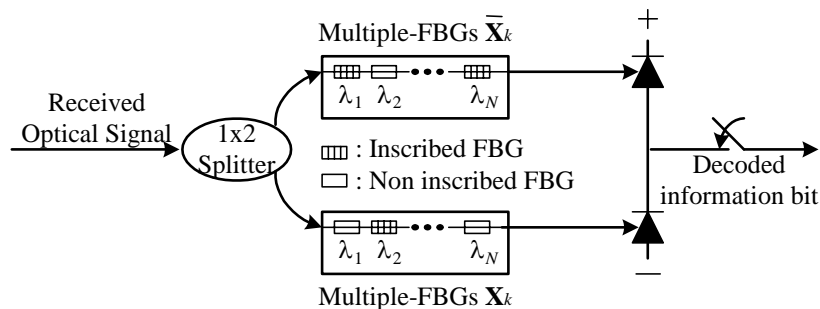 Multiple-FBGs X̄k
λ1 λ2 ••• λN
Received
Optical Signal
1x2
Splitter
: Inscribed FBG
: Non inscribed FBG
+
Decoded
information bit
λ1 λ2 ••• λN
—
Multiple-FBGs Xk